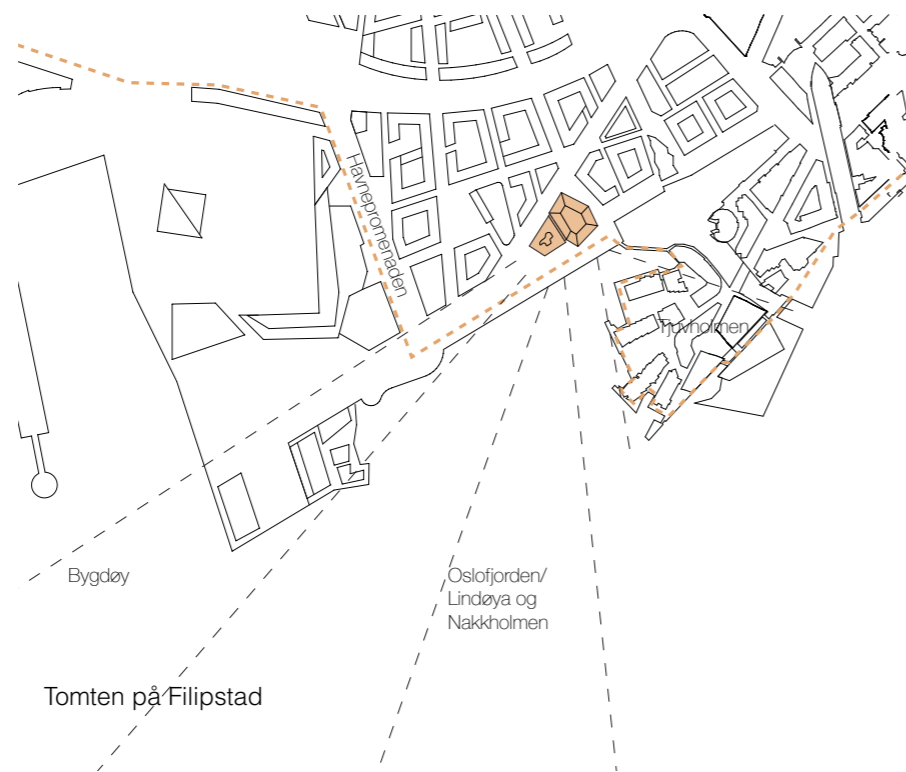 Havnepromenaden
Tjuvholmen
Bygdøy
Oslofjorden/
Lindøya og
Nakkholmen
Tomten på Filipstad